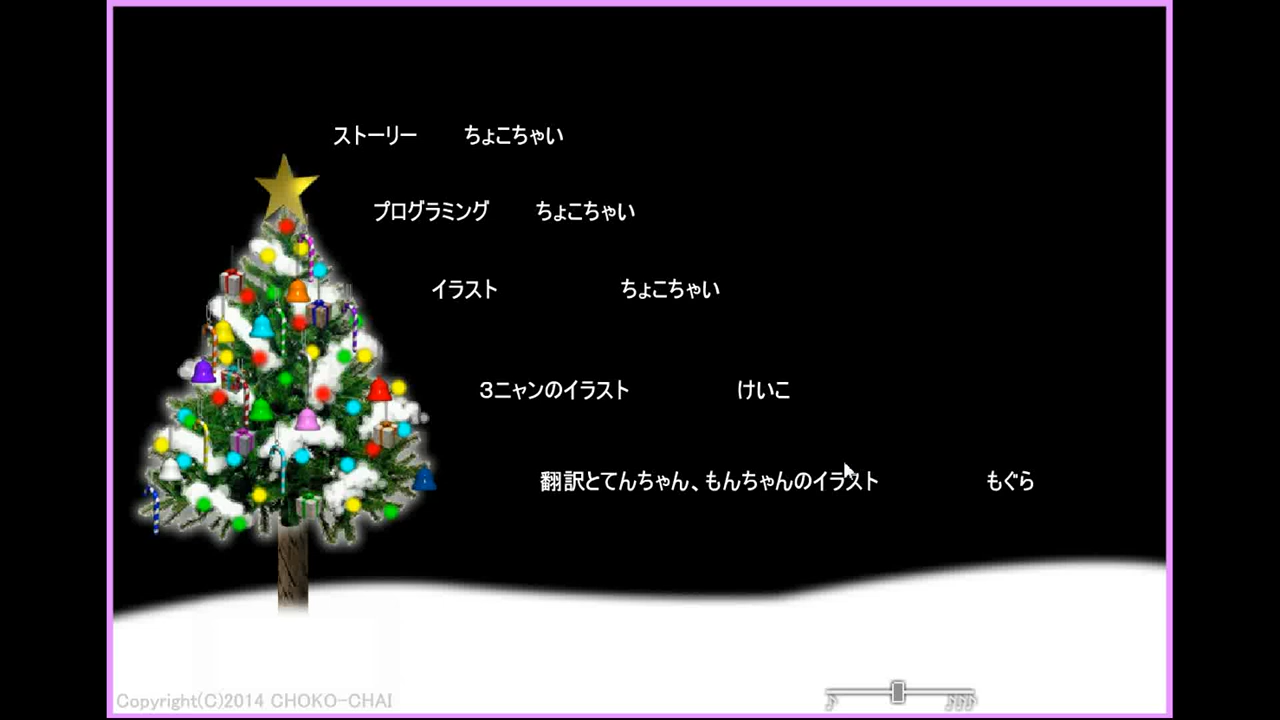 ストーリー ちょこちゃい
プログラミング ちょこちゃい
イラスト ちょこちゃい
3ニャンのイラスト けいこ
翻訳とてんちゃん、もんちゃんのイラスト もぐら
Copyright(C)2014 CHOKO-CHAI